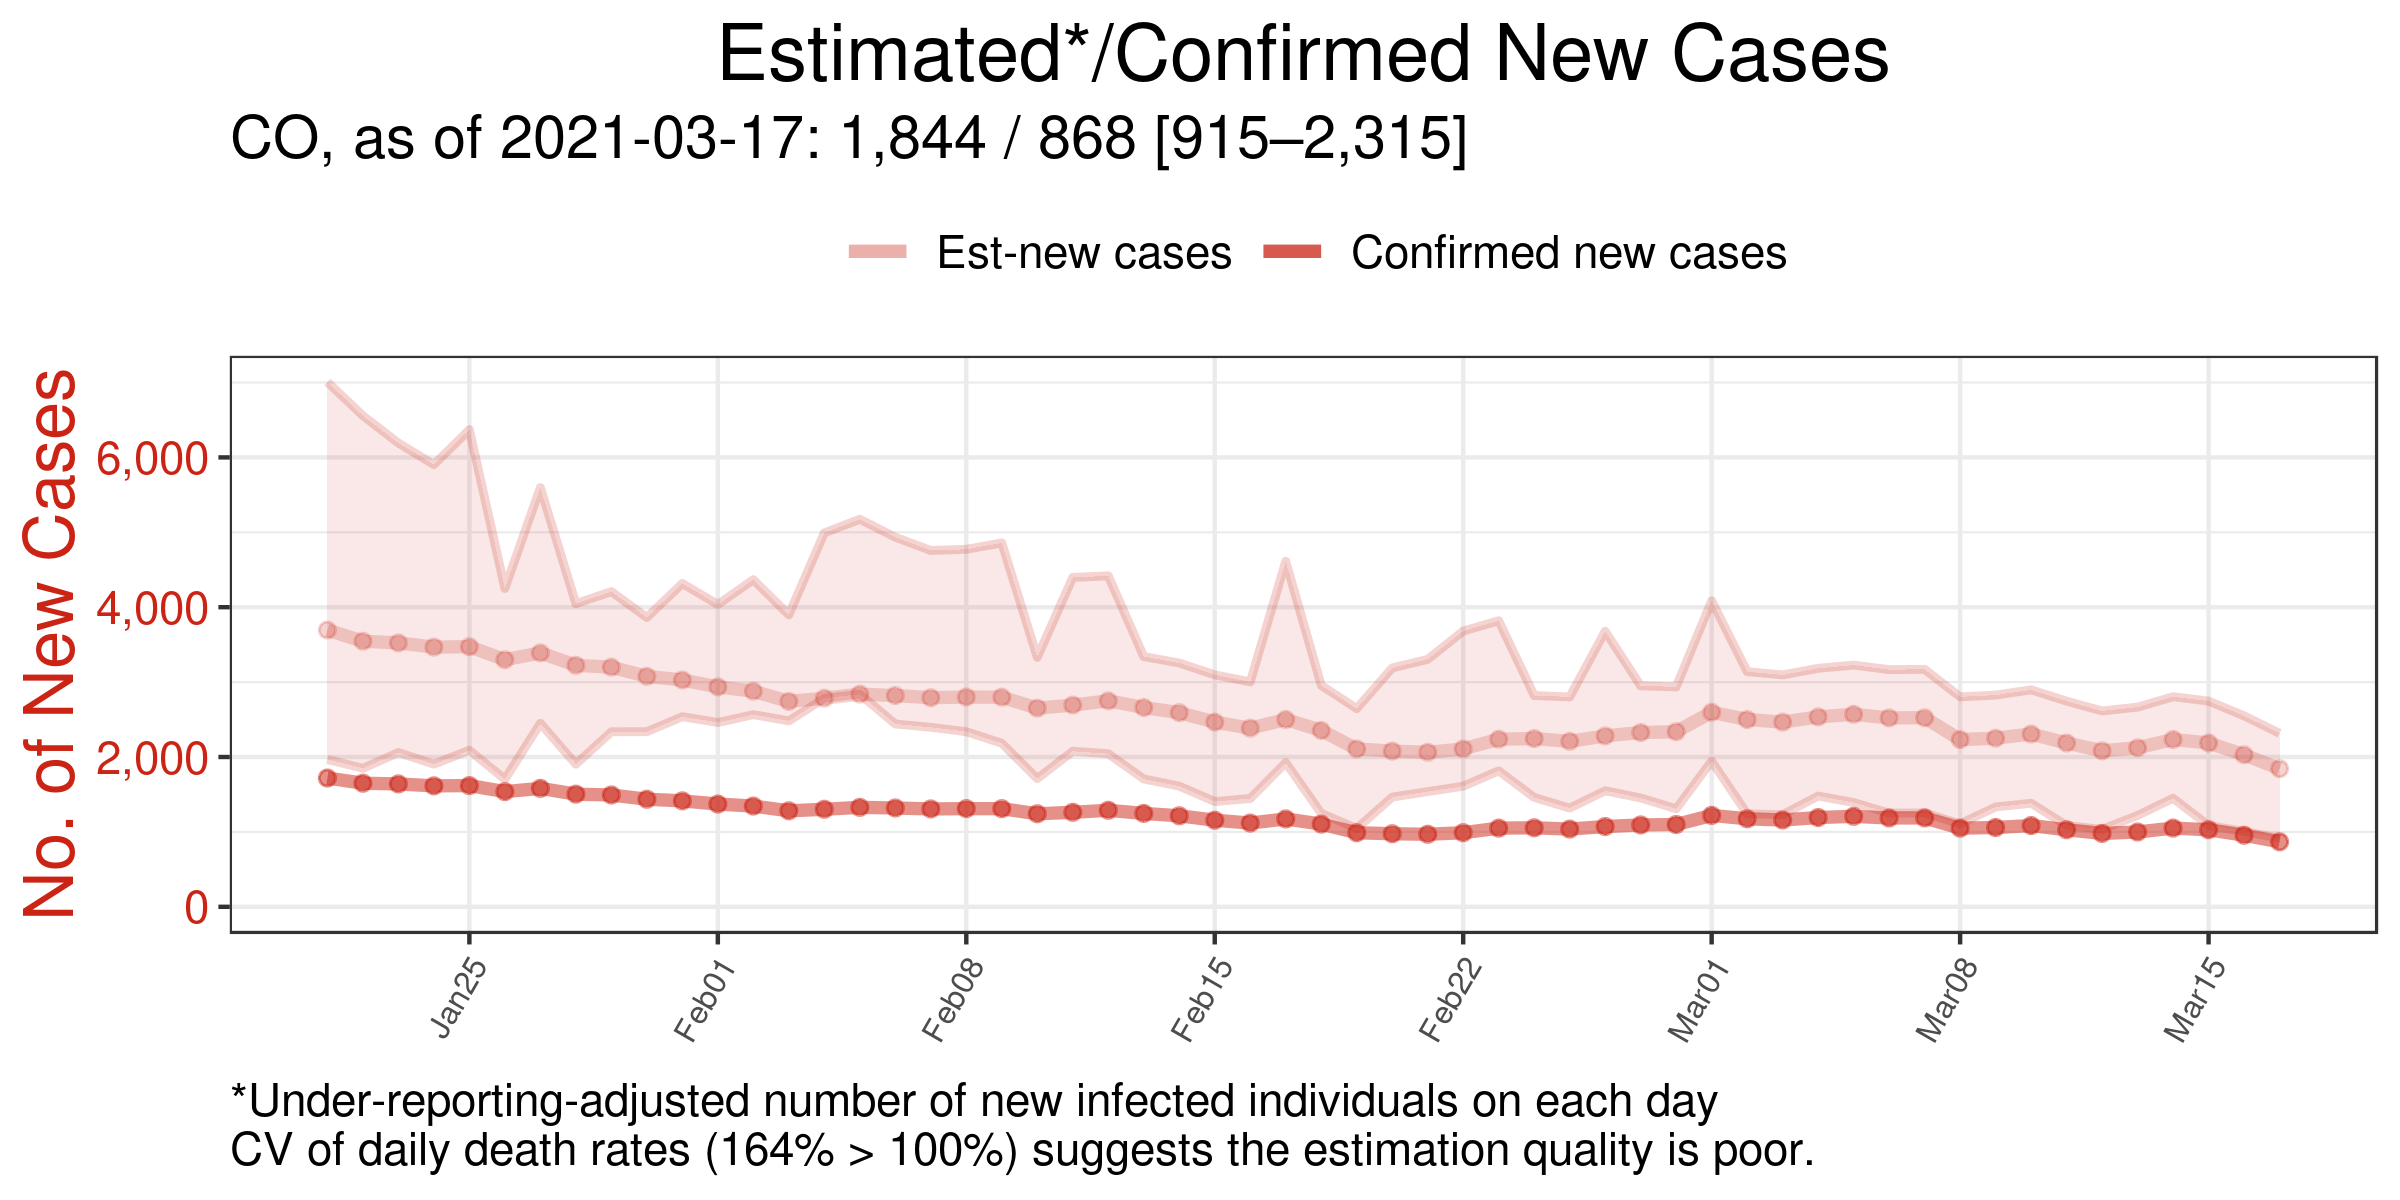 Estimated*/Confirmed New Cases
CO, as of 2021-03-17: 1,844 / 868 [915–2,315]
Est-new cases Confirmed new cases
No. of New Cases
6,000
4,000
2,000
0
Jan25 Feb01 Feb08 Feb15 Feb22 Mar01 Mar08 Mar15
*Under-reporting-adjusted number of new infected individuals on each day
CV of daily death rates (164% > 100%) suggests the estimation quality is poor.